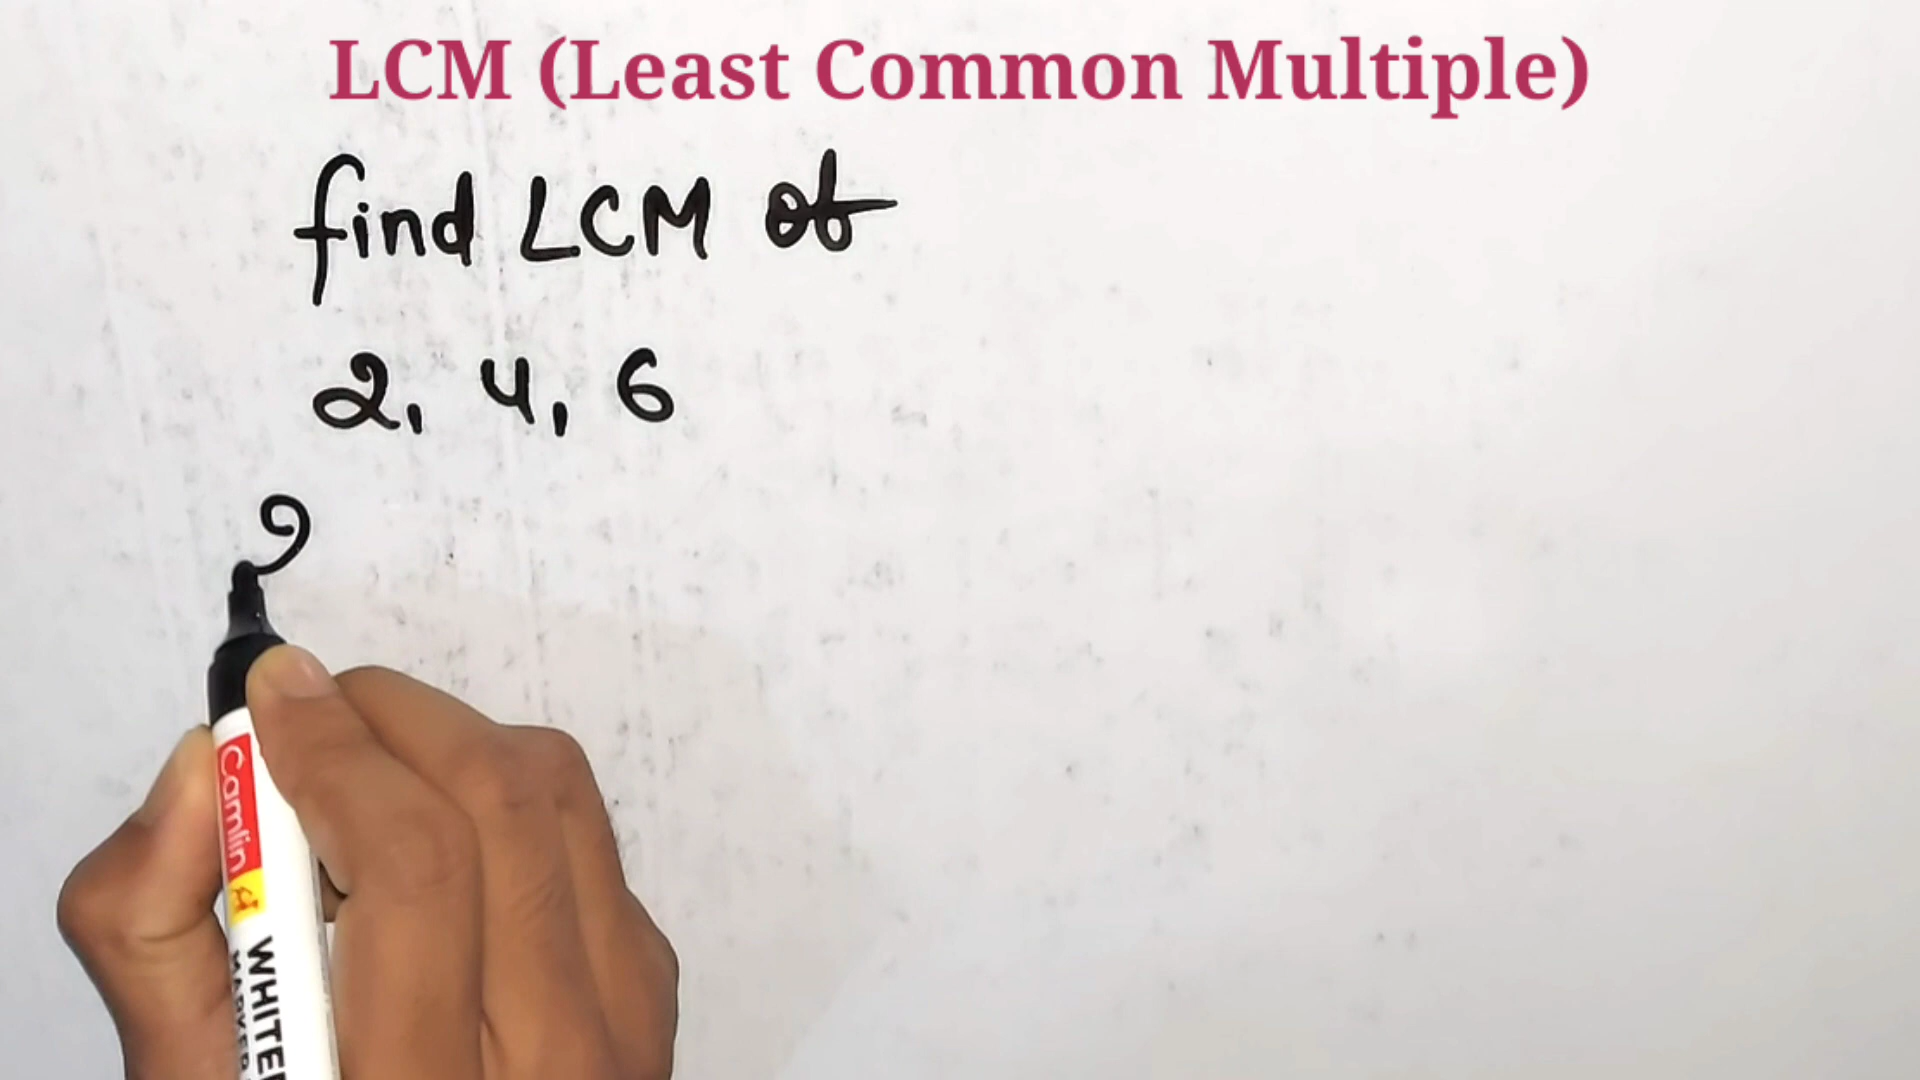 LCM (Least Common Multiple)
find LCM of
2, 4, 6
Camlin
WHITE